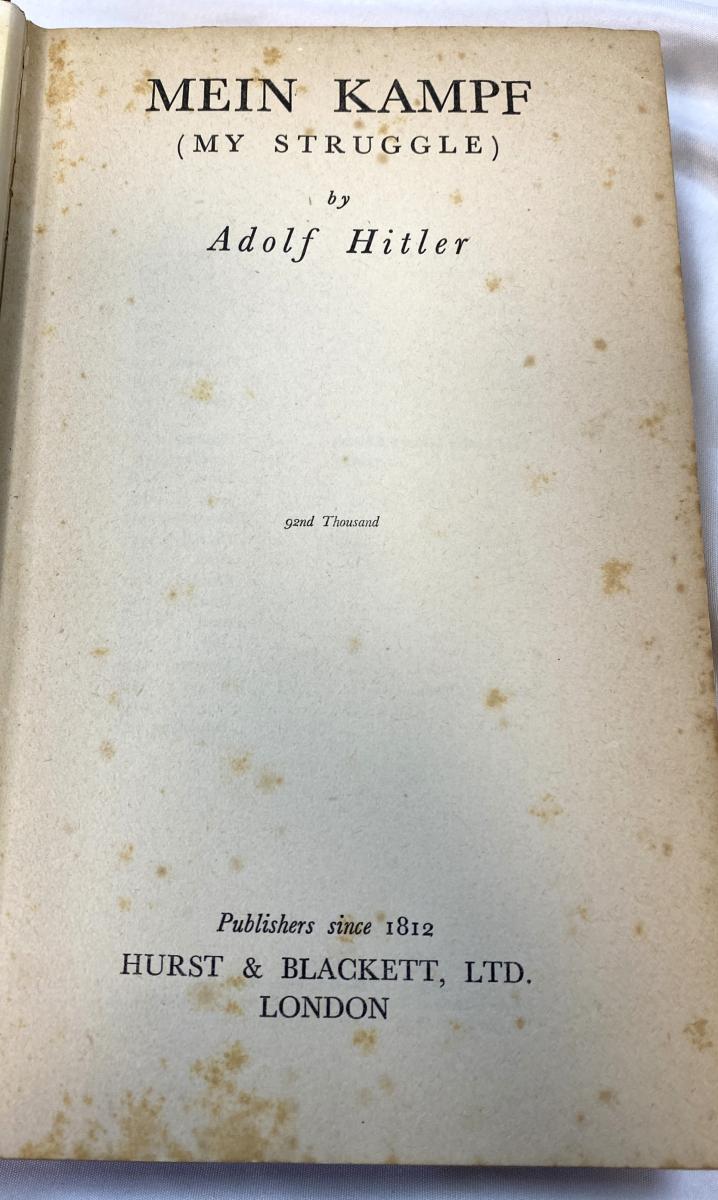 MEIN KAMPF
(MY STRUGGLE)
by
Adolf Hitler
92nd Thousand
Publishers since 1812
HURST & BLACKETT, LTD.
LONDON